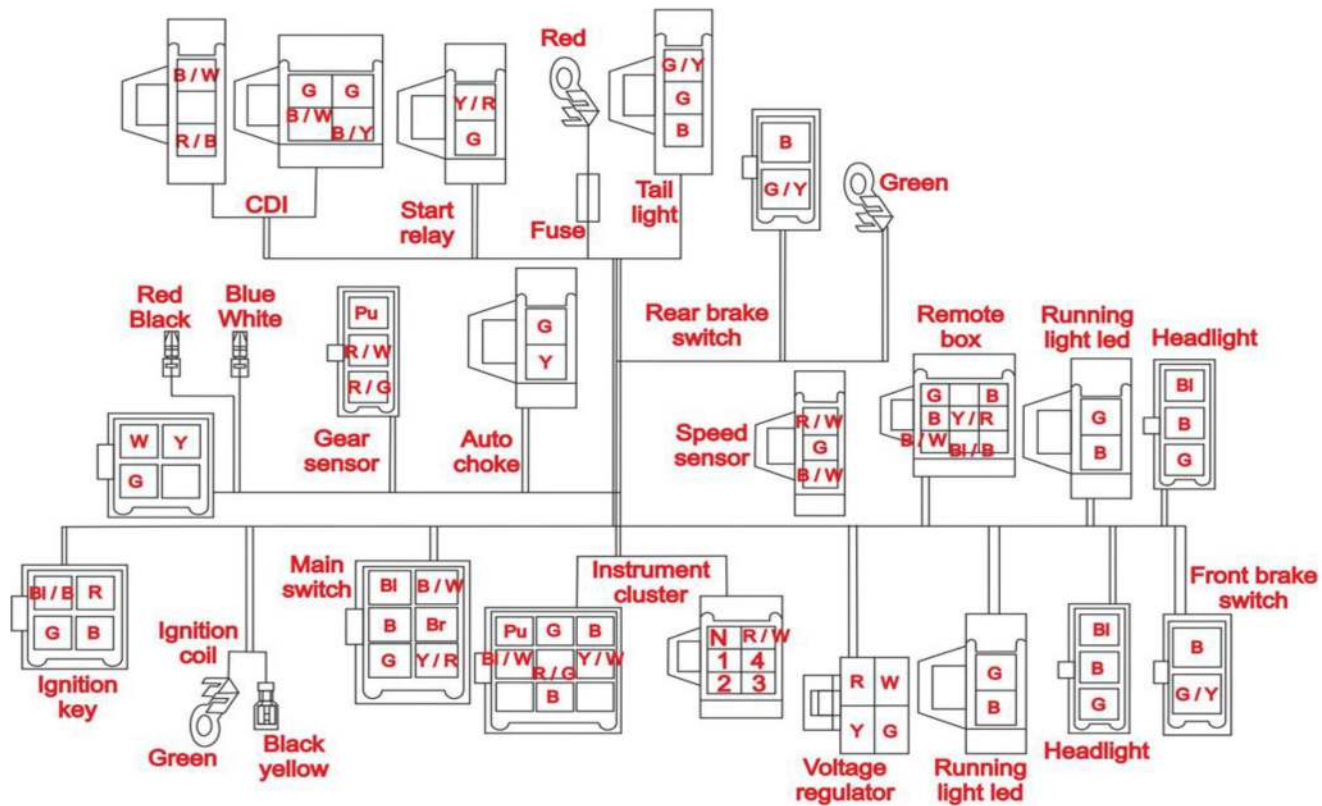 B / W
R / B
G G
B / W
B / Y
CDI
Y / R
G
Start
relay
Red
Fuse
G / Y
G
B
Tail
light
B
G / Y
Rear brake
switch
Green
Red
Black
Blue
White
W Y
G
Pu
R / W
R / G
Gear
sensor
G
Y
Auto
choke
R / W
G
B / W
Speed
sensor
Remote
box
G B
B Y / R
B / W Bl / B
Running
light led
G
B
Headlight
Bl
B
G
Bl / B R
G B
Ignition
key
Ignition
coil
Green
Black
yellow
Main
switch
Bl B / W
B Br
G Y / R
Instrument
cluster
Pu G B
Bl / W R / G Y / W
B
N R / W
1 4
2 3
R W
Y G
Voltage
regulator
G
B
Running
light led
Bl
B
G
Headlight
Front brake
switch
B
G / Y